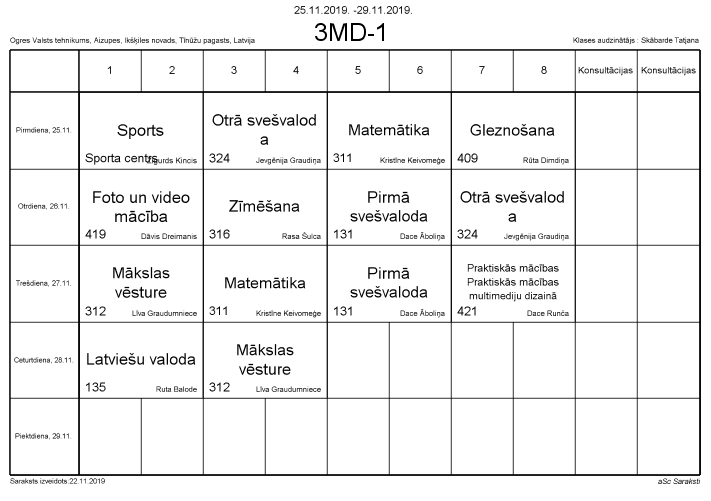 25.11.2019. -29.11.2019.
3MD-1
Ogres Valsts tehnikums, Aizupes, Ikšķiles novads, Tīnūžu pagasts, Latvija
Klases audzinātājs : Skābarde Tatjana
1 2 3 4 5 6 7 8 Konsultācijas Konsultācijas
Pirmdiena, 25.11.
Sports
Sporta centrs Zigurds Kincis
Otrā svešvalod
a
324 Jevgēnija Graudiņa
Matemātika
311 Kristīne Keivomeģe
Gleznošana
409 Rūta Dimdiņa
Otrdiena, 26.11.
Foto un video
mācība
419 Dāvis Dreimanis
Zīmēšana
316 Rasa Šulca
Pirmā
svešvaloda
131 Dace Āboliņa
Otrā svešvalod
a
324 Jevgēnija Graudiņa
Trešdiena, 27.11.
Mākslas
vēsture
312 Līva Graudumniece
Matemātika
311 Kristīne Keivomeģe
Pirmā
svešvaloda
131 Dace Āboliņa
Praktiskās mācības
Praktiskās mācības
multimediju dizainā
421 Dace Runča
Ceturtdiena, 28.11.
Latviešu valoda
135 Ruta Balode
Mākslas
vēsture
312 Līva Graudumniece
Piektdiena, 29.11.
Saraksts izveidots:22.11.2019
aSc Saraksti